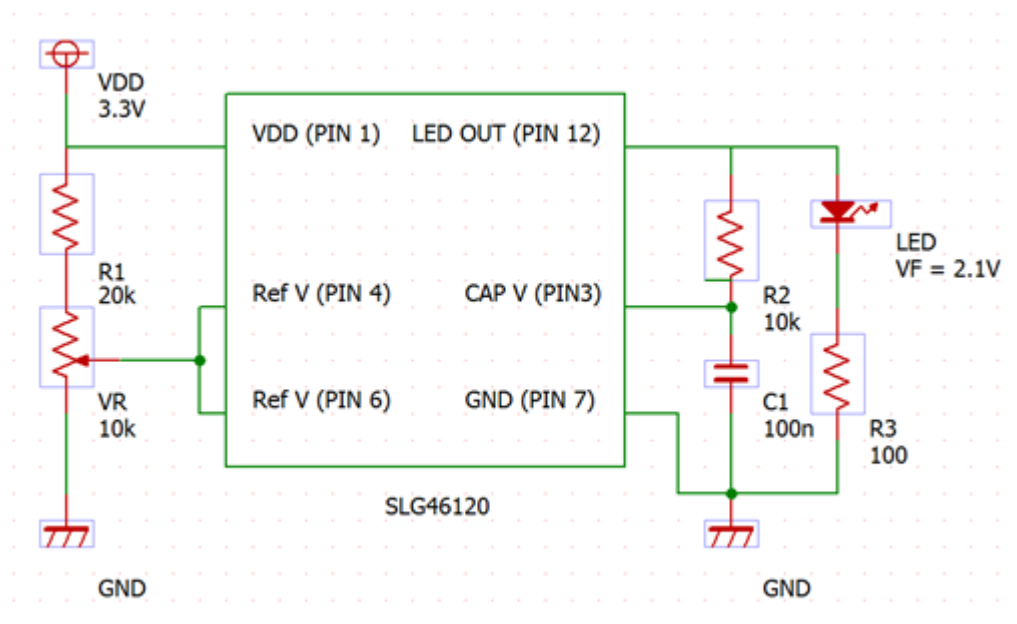 VDD
3.3V
VDD (PIN 1)
LED OUT (PIN 12)
LED
VF = 2.1V
R1
20k
Ref V (PIN 4)
CAP V (PIN3)
R2
10k
VR
10k
Ref V (PIN 6)
GND (PIN 7)
C1
100n
R3
100
SLG46120
GND
GND